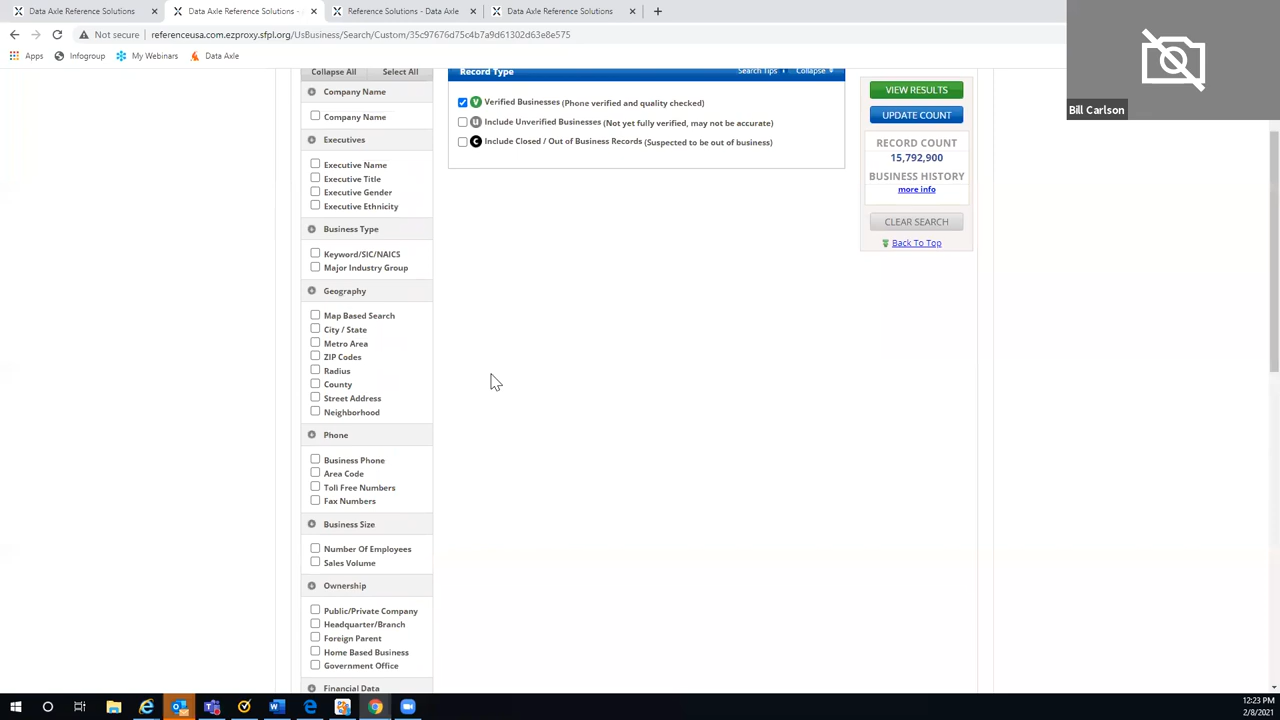 Data Axle Reference Solutions - Data Axle Reference Solutions - Reference Solutions - Data Axle Data Axle Reference Solutions
Not secure | referenceusa.com.ezproxy.sfpl.org/UsBusiness/Search/Custom/35c97676d75c4b7a9d61302d63e8e575
Apps Infogroup My Webinars Data Axle
Bill Carlson
Collapse All Select All
Company Name
Company Name
Executives
Executive Name
Executive Title
Executive Gender
Executive Ethnicity
Business Type
Keyword/SIC/NAICS
Major Industry Group
Geography
Map Based Search
City / State
Metro Area
ZIP Codes
Radius
County
Street Address
Neighborhood
Phone
Business Phone
Area Code
Toll Free Numbers
Fax Numbers
Business Size
Number Of Employees
Sales Volume
Ownership
Public/Private Company
Headquarter/Branch
Foreign Parent
Home Based Business
Government Office
Financial Data
Record Type Search Tips Collapse
V Verified Businesses (Phone verified and quality checked)
U Include Unverified Businesses (Not yet fully verified, may not be accurate)
C Include Closed / Out of Business Records (Suspected to be out of business)
VIEW RESULTS
UPDATE COUNT
RECORD COUNT
15,792,900
BUSINESS HISTORY
more info
CLEAR SEARCH
Back To Top
12:23 PM
2/8/2021